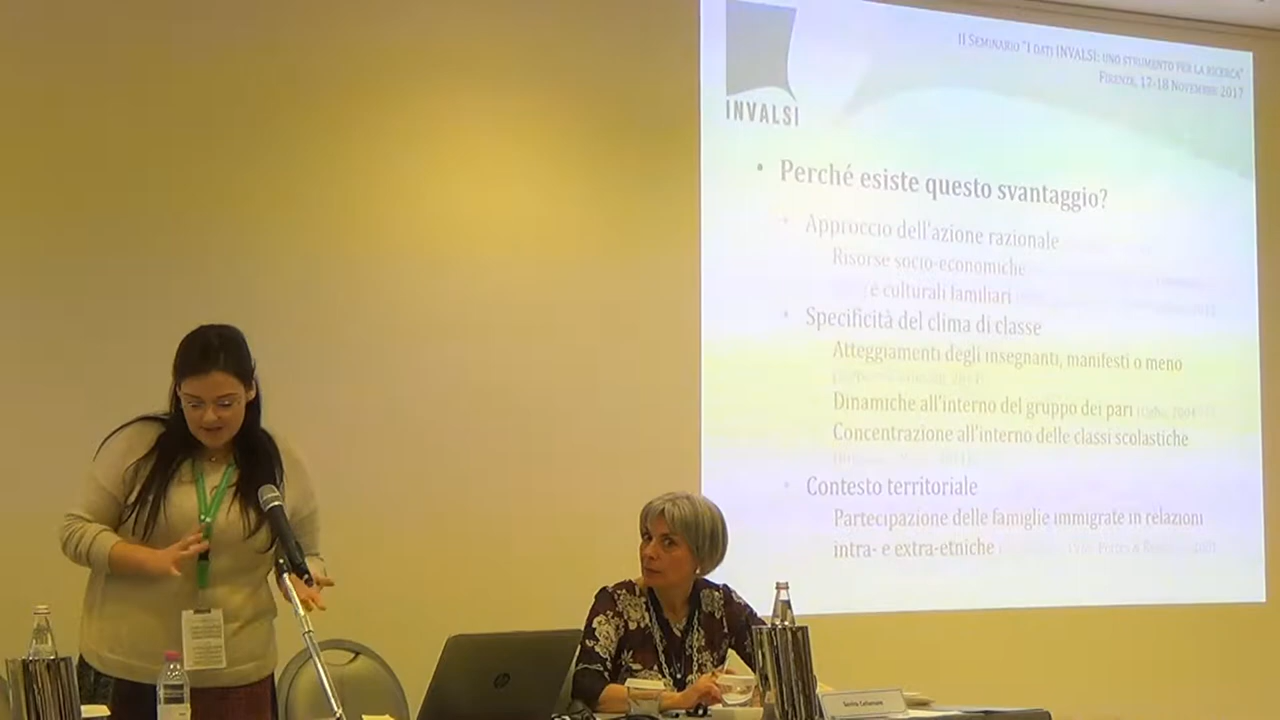 II SEMINARIO "I DATI INVALSI: UNO STRUMENTO PER LA RICERCA"
FIRENZE, 17-18 NOVEMBRE 2017
INVALSI
• Perché esiste questo svantaggio?
• Approccio dell'azione razionale
Risorse socio-economiche
e culturali familiari
• Specificità del clima di classe
Atteggiamenti degli insegnanti, manifesti o meno
Dinamiche all'interno del gruppo dei pari
Concentrazione all'interno delle classi scolastiche
• Contesto territoriale
Partecipazione delle famiglie immigrate in relazioni
intra- e extra-etniche
hp